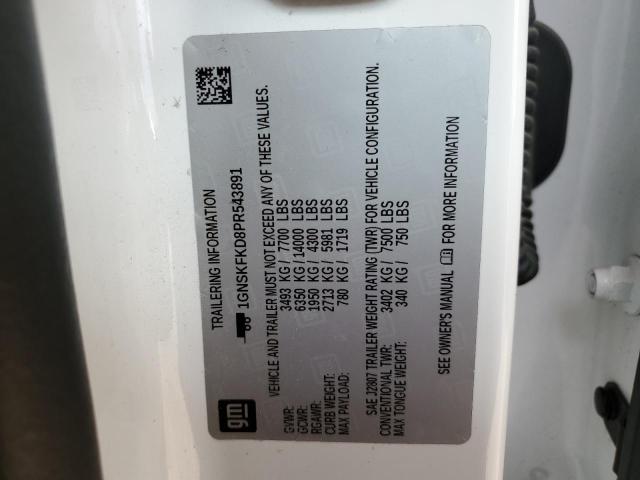 gm
TRAILERING INFORMATION
1GNSKFKD8PR543891
VEHICLE AND TRAILER MUST NOT EXCEED ANY OF THESE VALUES.
GVWR: 3493 KG / 7700 LBS
GCWR: 6350 KG / 14000 LBS
RGAWR: 1950 KG / 4300 LBS
CURB WEIGHT: 2713 KG / 5981 LBS
MAX PAYLOAD: 780 KG / 1719 LBS
SAE J2807 TRAILER WEIGHT RATING (TWR) FOR VEHICLE CONFIGURATION.
CONVENTIONAL TWR: 3402 KG / 7500 LBS
MAX TONGUE WEIGHT: 340 KG / 750 LBS
SEE OWNER'S MANUAL FOR MORE INFORMATION